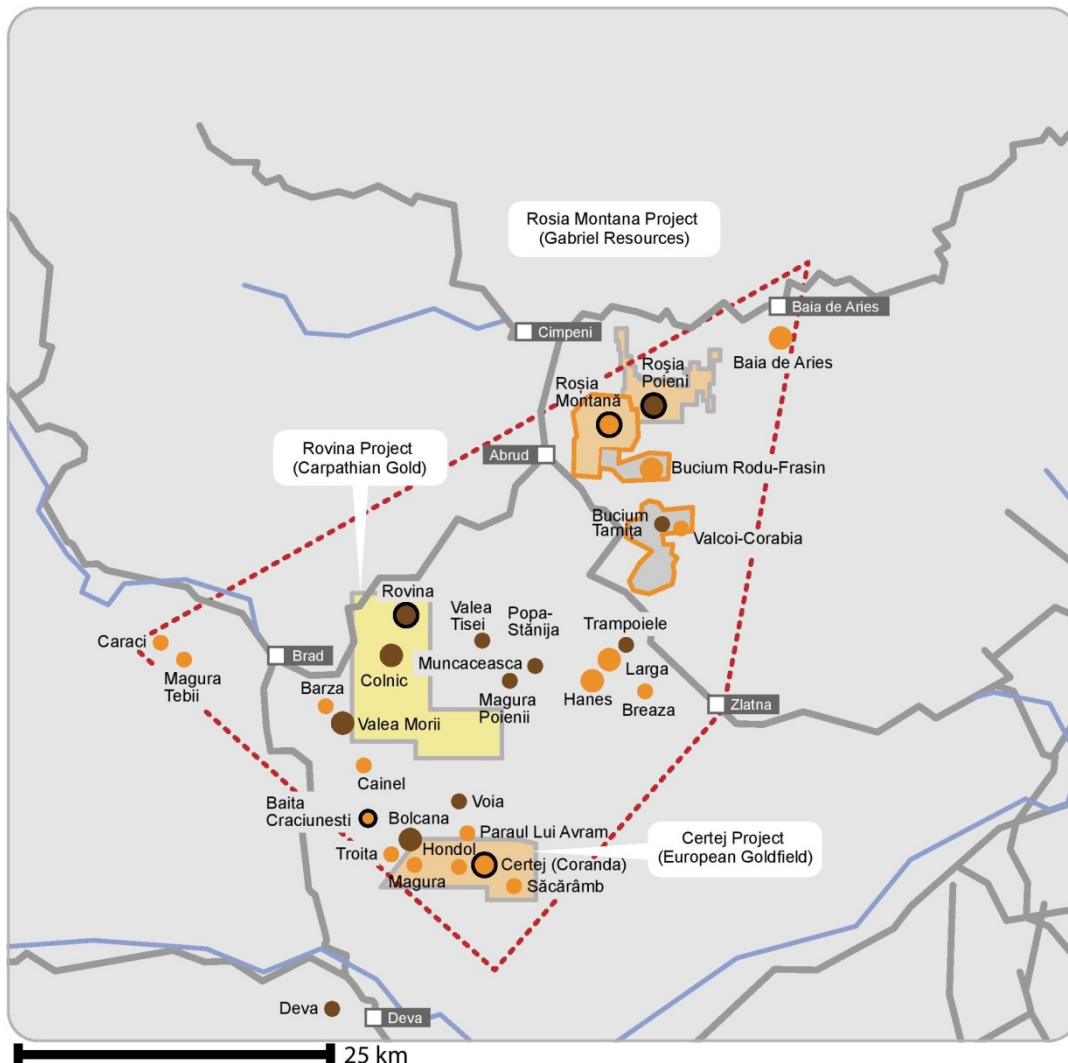 Rosia Montana Project
(Gabriel Resources)
Baia de Aries
Cimpeni
Baia de Aries
Roșia
Poieni
Roșia
Montană
Rovina Project
(Carpathian Gold)
Abrud
Bucium Rodu-Frasin
Bucium
Tarnița
Valcoi-Corabia
Rovina
Valea
Tisei
Popa-
Stănija
Trampoiele
Caraci
Brad
Colnic
Muncaceasca
Larga
Magura
Tebii
Barza
Magura
Poienii
Hanes
Breaza
Zlatna
Valea Morii
Cainel
Baita
Craciunesti
Bolcana
Voia
Paraul Lui Avram
Certej Project
(European Goldfield)
Troita
Hondol
Certej (Coranda)
Magura
Săcărâmb
Deva
Deva
25 km